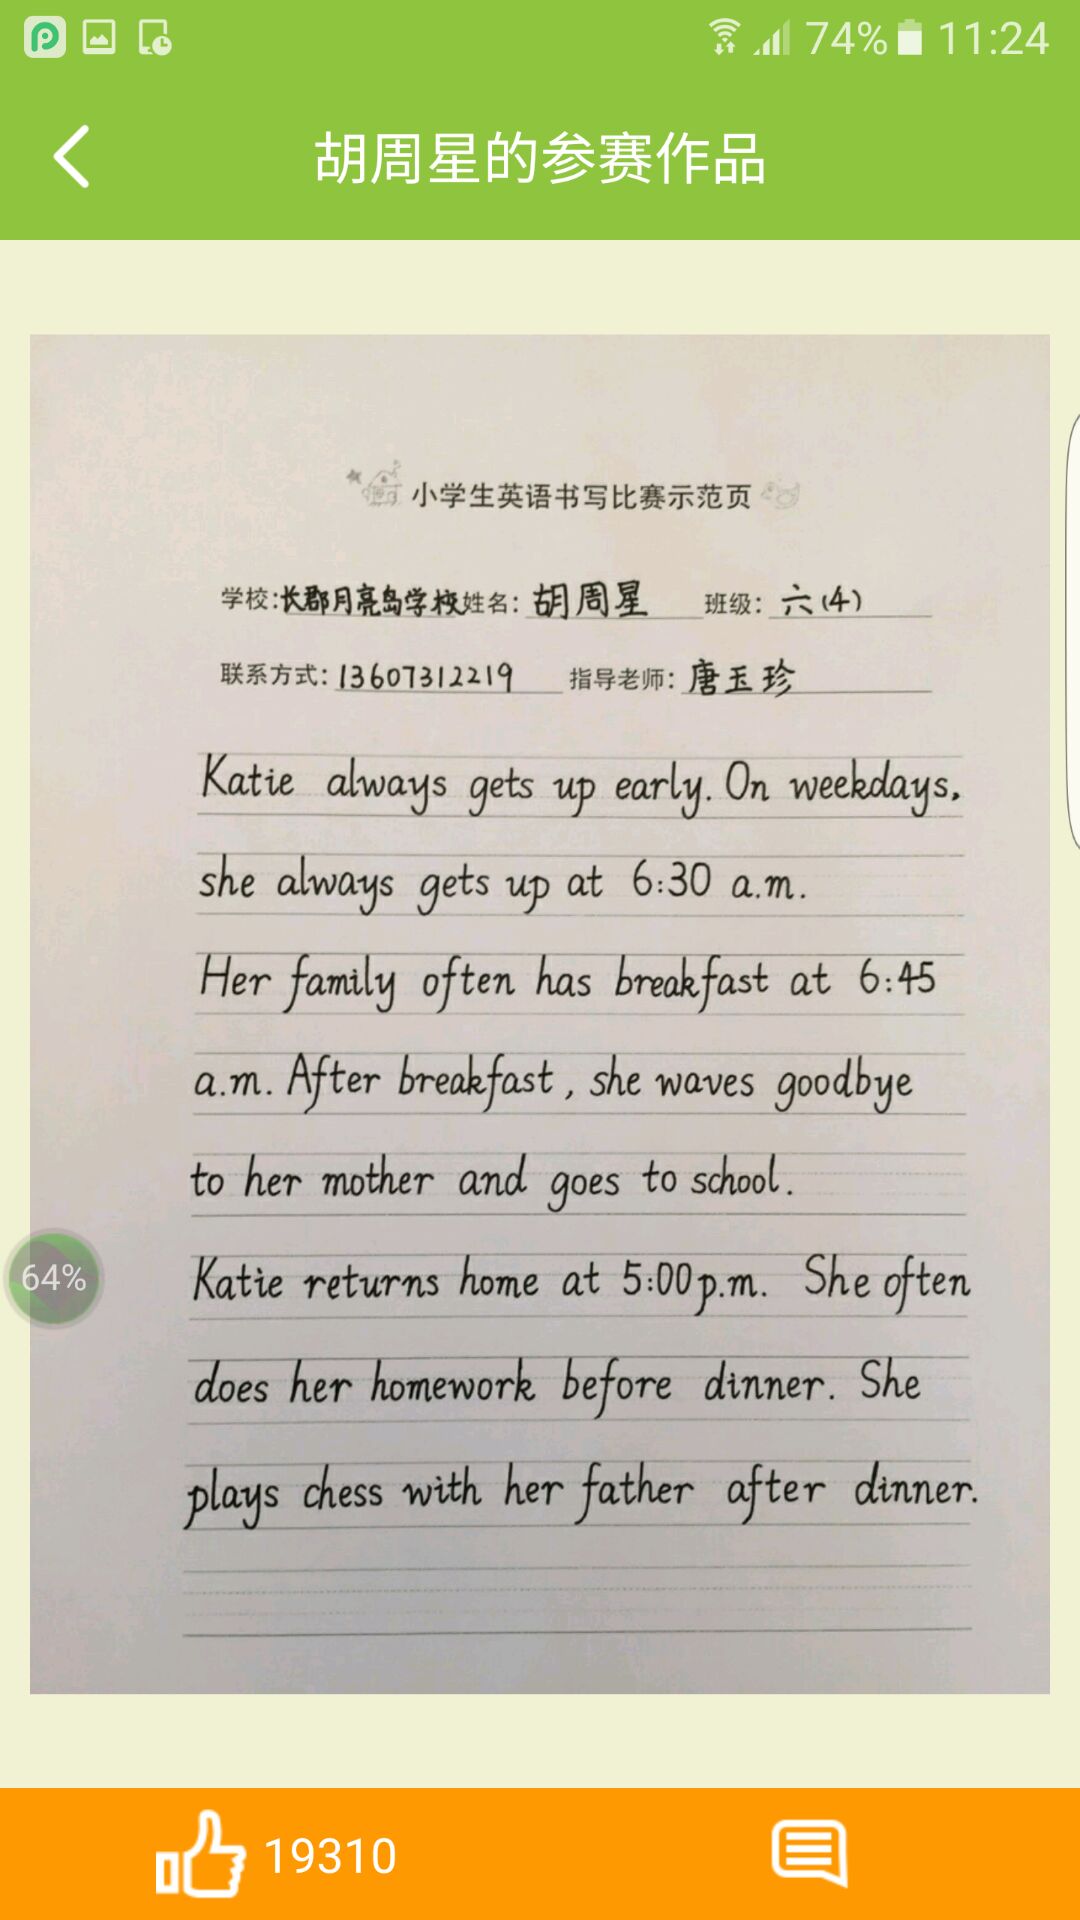 74% 11:24
胡周星的参赛作品
小学生英语书写比赛示范页
学校:长郡月亮岛学校 姓名: 胡周星 班级: 六(4)
联系方式: 13607312219 指导老师: 唐玉珍
Katie always gets up early. On weekdays,
she always gets up at 6:30 a.m.
Her family often has breakfast at 6:45
a.m. After breakfast, she waves goodbye
to her mother and goes to school.
Katie returns home at 5:00p.m. She often
64%
does her homework before dinner. She
plays chess with her father after dinner.
19310